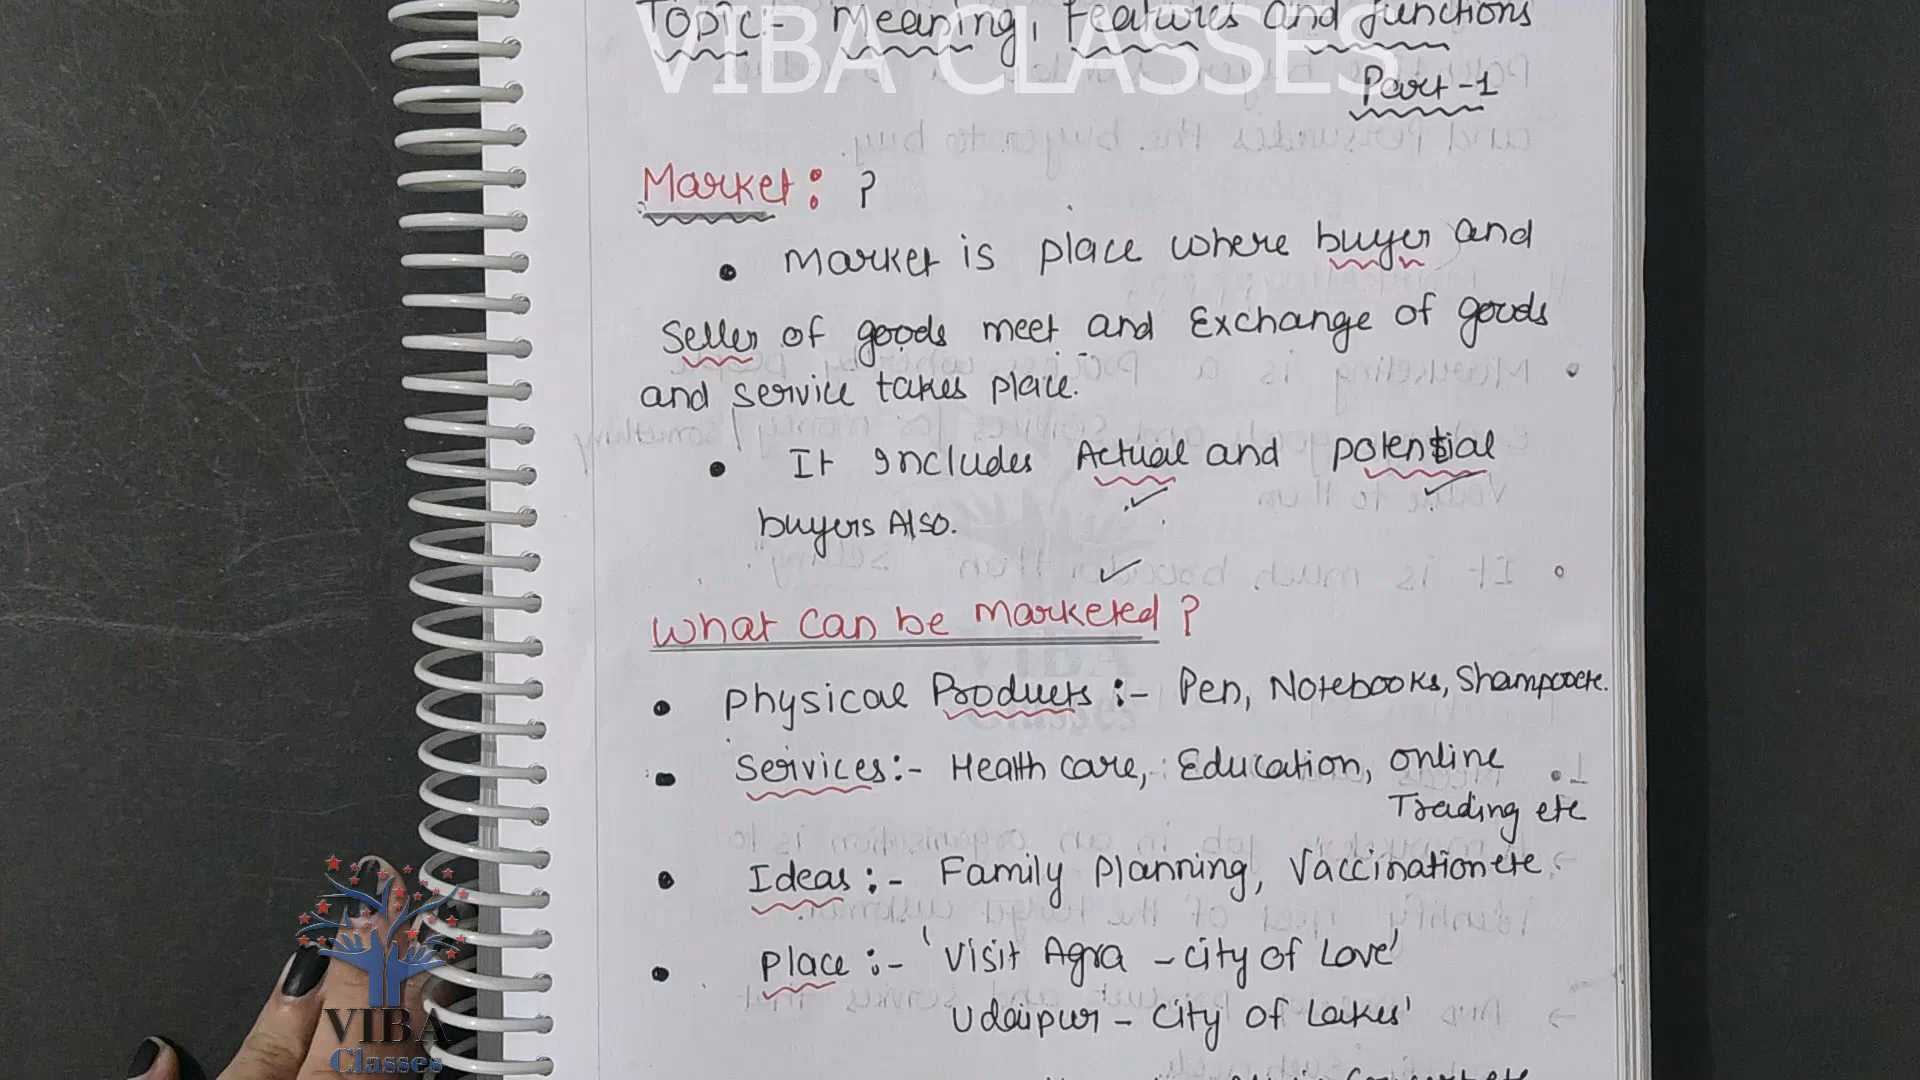 Topic:- Meaning, Features and functions
VIBA CLASSES
Part-1
Market: ?
Market is place where buyer and
Seller of goods meet and Exchange of goods
and service takes place.
It Includes Actual and potential
buyers Also.
What can be marketed ?
Physical Products :- Pen, Notebooks, Shampoo etc.
Services:- Health care, Education, online
Trading etc
Ideas :- Family Planning, Vaccination etc
Place :- 'Visit Agra - City of Love'
Udaipur - City of Lakes'
VIBA
Classes